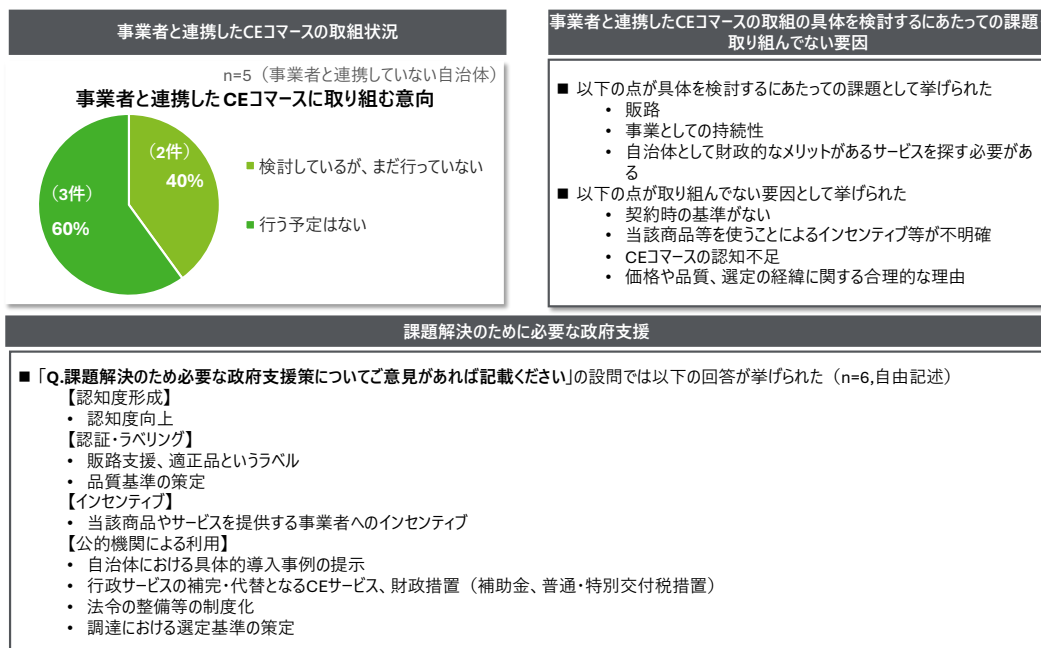 事業者と連携したCEコマースの取組状況
n=5（事業者と連携していない自治体）
事業者と連携したCEコマースに取り組む意向
（2件）
40%
（3件）
60%
検討しているが、まだ行っていない
行う予定はない
事業者と連携したCEコマースの取組の具体を検討するにあたっての課題
取り組んでない要因
■ 以下の点が具体を検討するにあたっての課題として挙げられた
• 販路
• 事業としての持続性
• 自治体として財政的なメリットがあるサービスを探す必要があ
る
■ 以下の点が取り組んでない要因として挙げられた
• 契約時の基準がない
• 当該商品等を使うことによるインセンティブ等が不明確
• CEコマースの認知不足
• 価格や品質、選定の経緯に関する合理的な理由
課題解決のために必要な政府支援
■ 「Q.課題解決のため必要な政府支援策についてご意見があれば記載ください」の設問では以下の回答が挙げられた（n=6,自由記述）
【認知度形成】
• 認知度向上
【認証・ラベリング】
• 販路支援、適正品というラベル
• 品質基準の策定
【インセンティブ】
• 当該商品やサービスを提供する事業者へのインセンティブ
【公的機関による利用】
• 自治体における具体的導入事例の提示
• 行政サービスの補完・代替となるCEサービス、財政措置（補助金、普通・特別交付税措置）
• 法令の整備等の制度化
• 調達における選定基準の策定